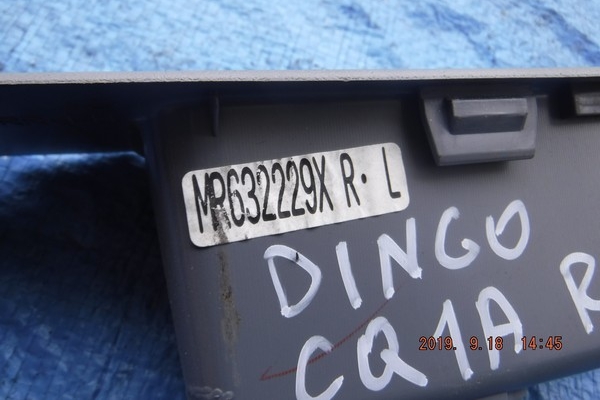 MR632229X R· L
DINGO
CQ1A R
2019. 9.18 14:45